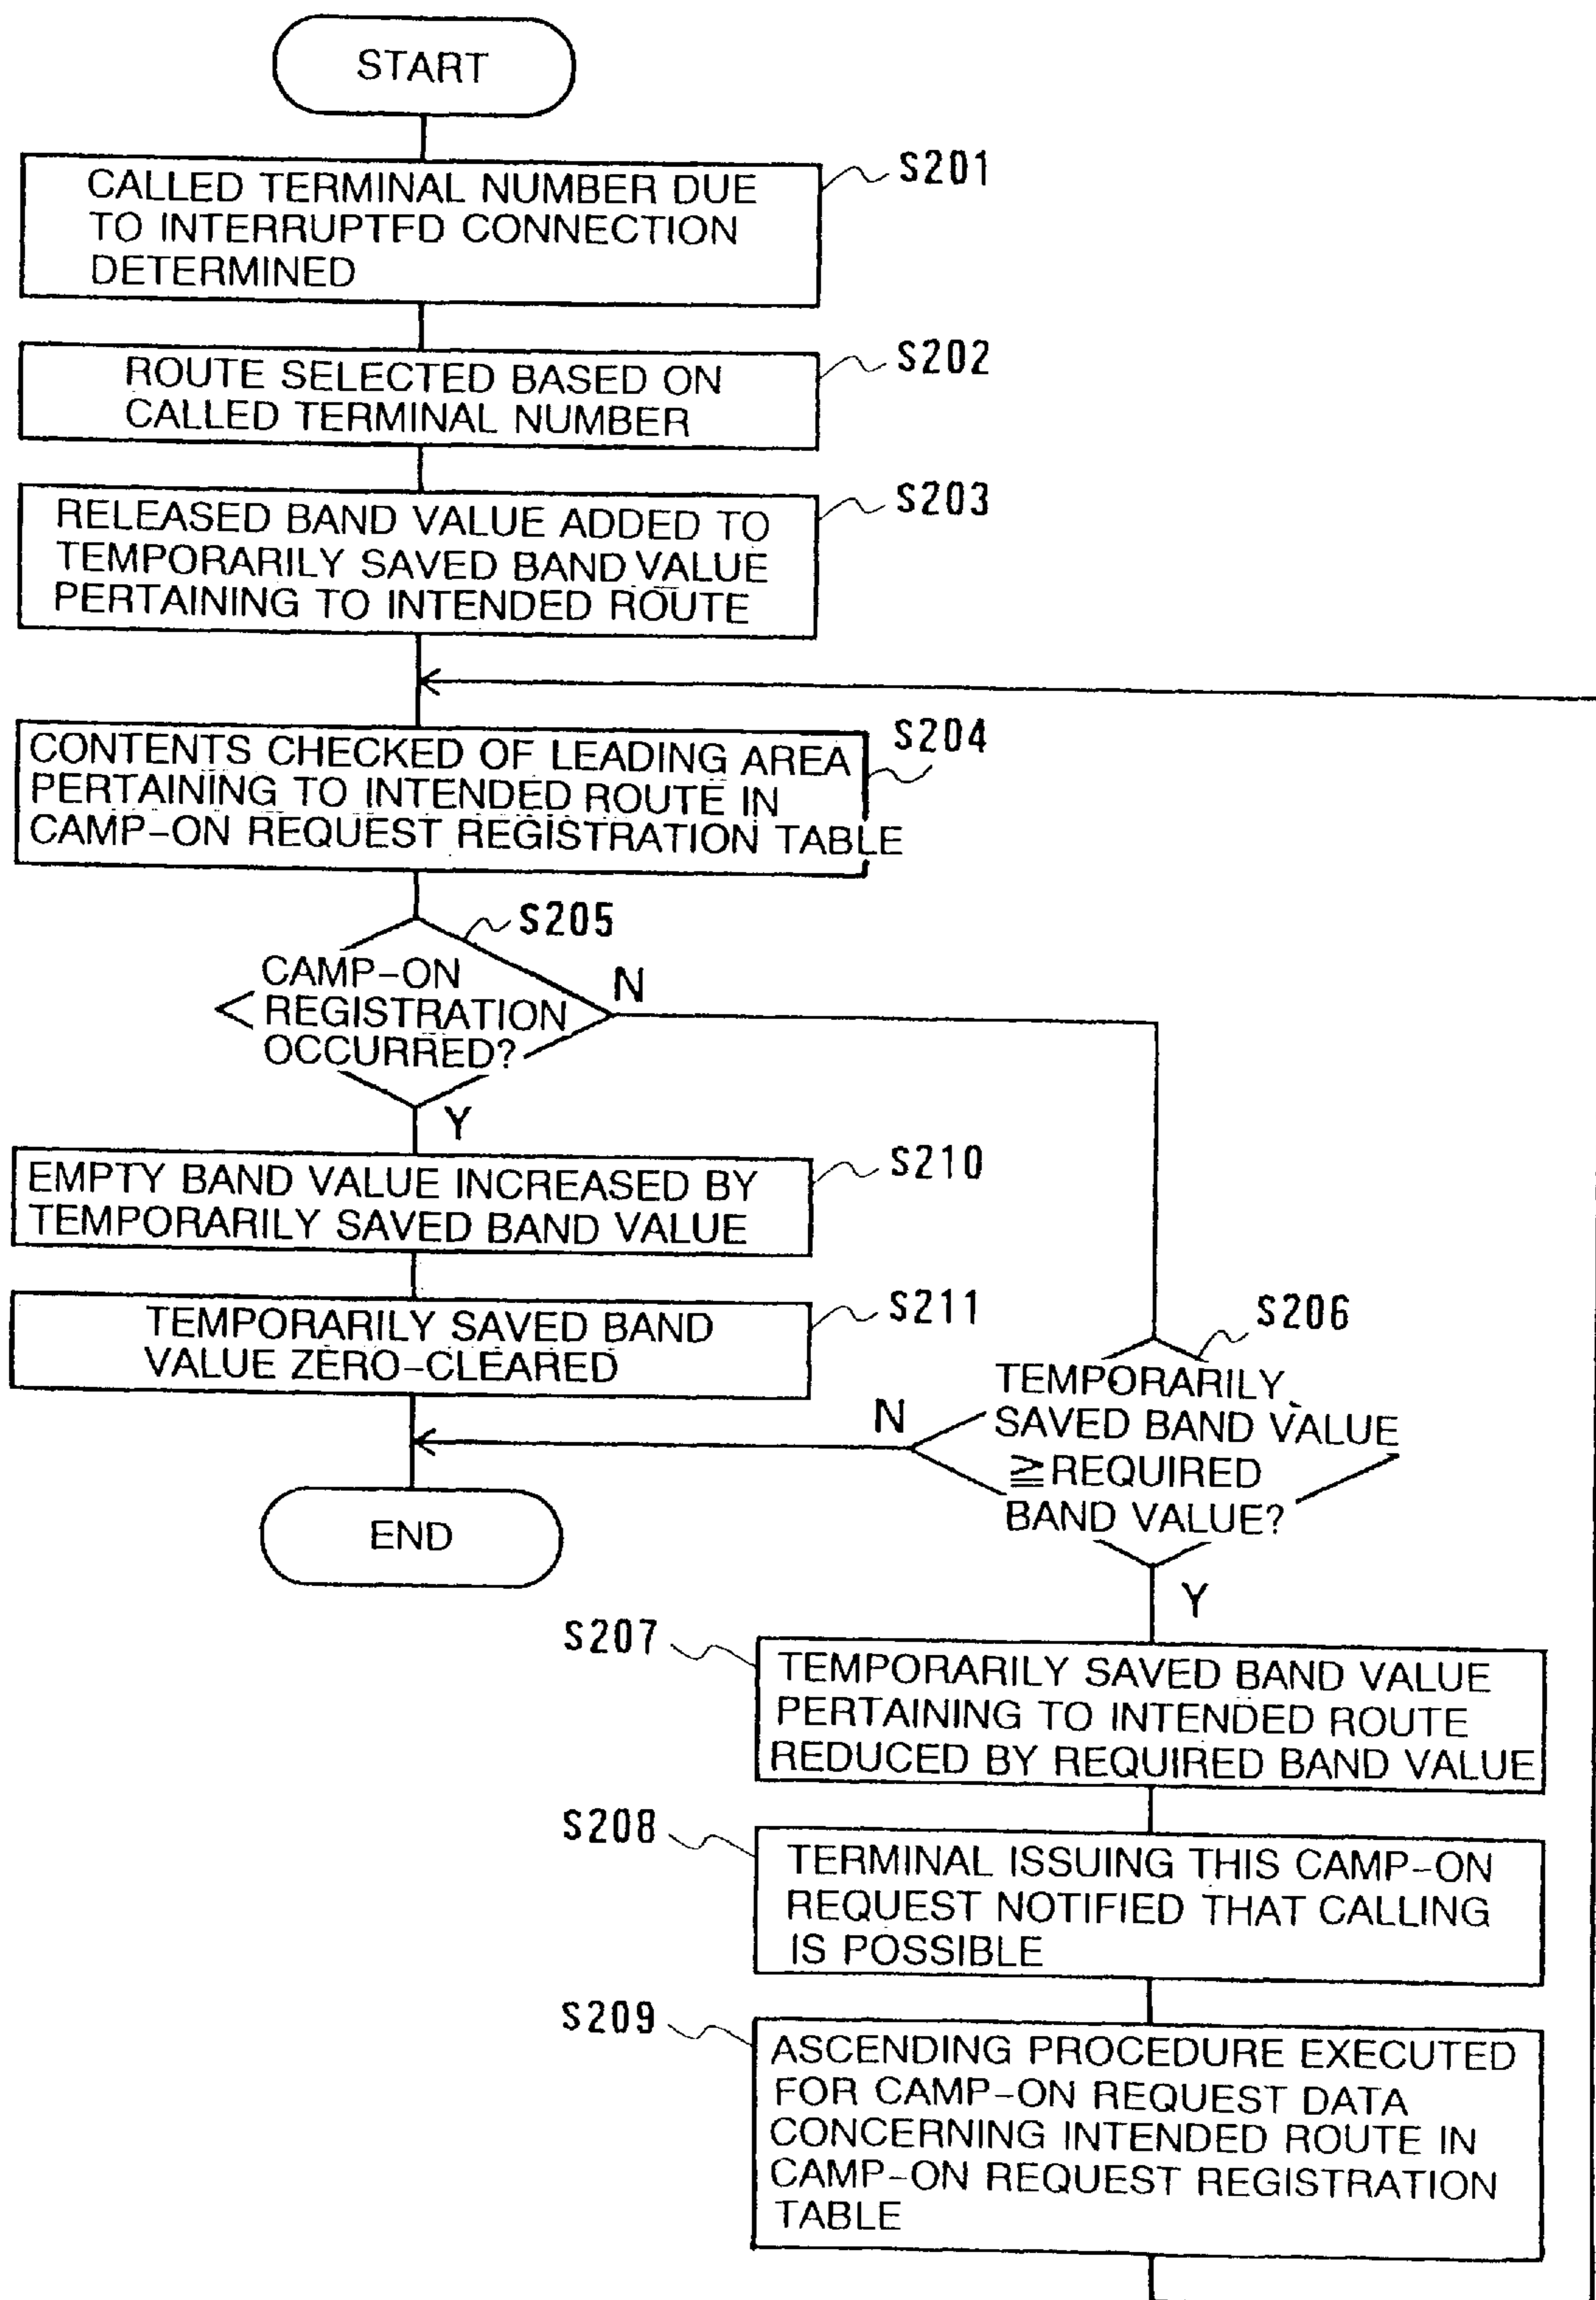 START
CALLED TERMINAL NUMBER DUE
TO INTERRUPTFD CONNECTION
DETERMINED
S201
ROUTE SELECTED BASED ON
CALLED TERMINAL NUMBER
S202
RELEASED BAND VALUE ADDED TO
TEMPORARILY SAVED BAND VALUE
PERTAINING TO INTENDED ROUTE
S203
CONTENTS CHECKED OF LEADING AREA
PERTAINING TO INTENDED ROUTE IN
CAMP-ON REQUEST REGISTRATION TABLE
S204
S205
CAMP-ON
REGISTRATION
OCCURRED?
N
Y
EMPTY BAND VALUE INCREASED BY
TEMPORARILY SAVED BAND VALUE
S210
TEMPORARILY SAVED BAND
VALUE ZERO-CLEARED
S211
S206
TEMPORARILY
SAVED BAND VALUE
≧REQUIRED
BAND VALUE?
N
Y
END
S207
TEMPORARILY SAVED BAND VALUE
PERTAINING TO INTENDED ROUTE
REDUCED BY REQUIRED BAND VALUE
S208
TERMINAL ISSUING THIS CAMP-ON
REQUEST NOTIFIED THAT CALLING
IS POSSIBLE
S209
ASCENDING PROCEDURE EXECUTED
FOR CAMP-ON REQUEST DATA
CONCERNING INTENDED ROUTE IN
CAMP-ON REQUEST REGISTRATION
TABLE